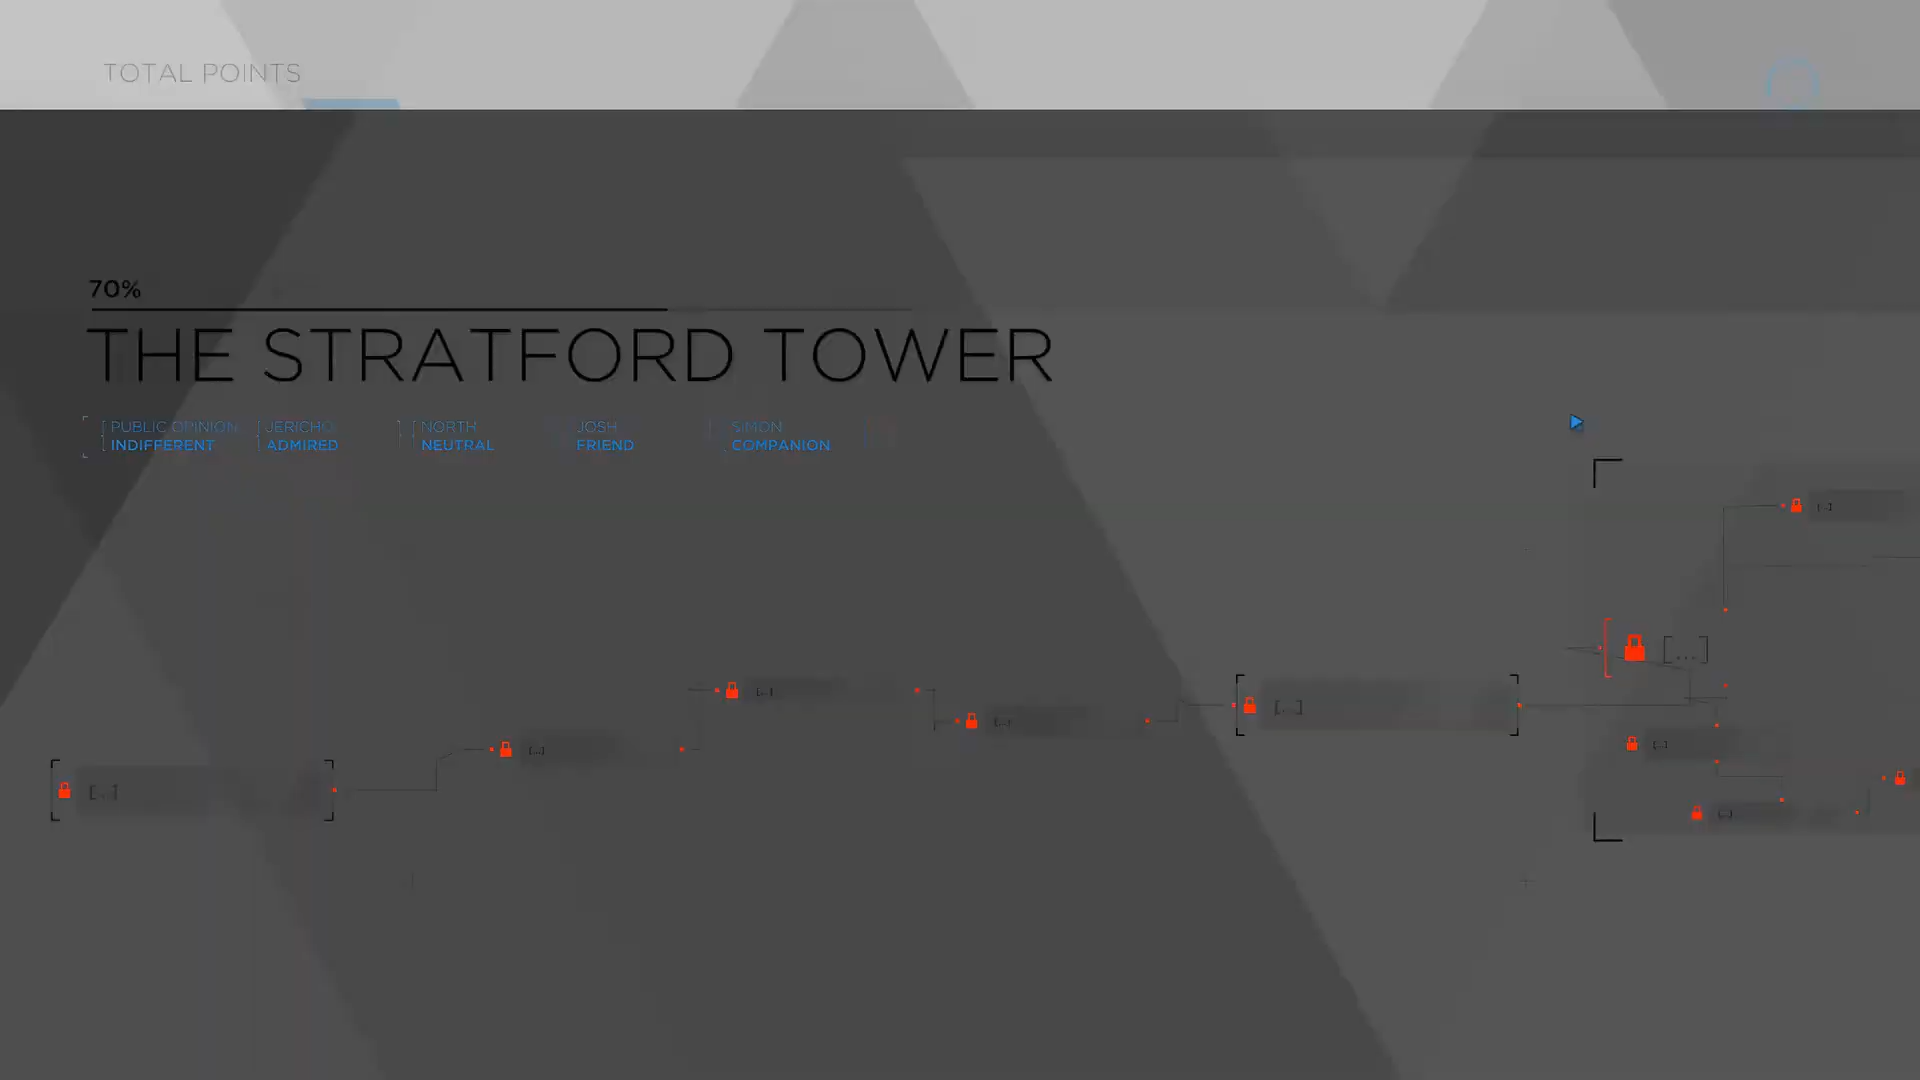 TOTAL POINTS
70%
THE STRATFORD TOWER
PUBLIC OPINION JERICHO NORTH JOSH SIMON
INDIFFERENT ADMIRED NEUTRAL FRIEND COMPANION
[...]
[...]
[...]
[...]
[...]
[...]
[...]
[...]
[...]